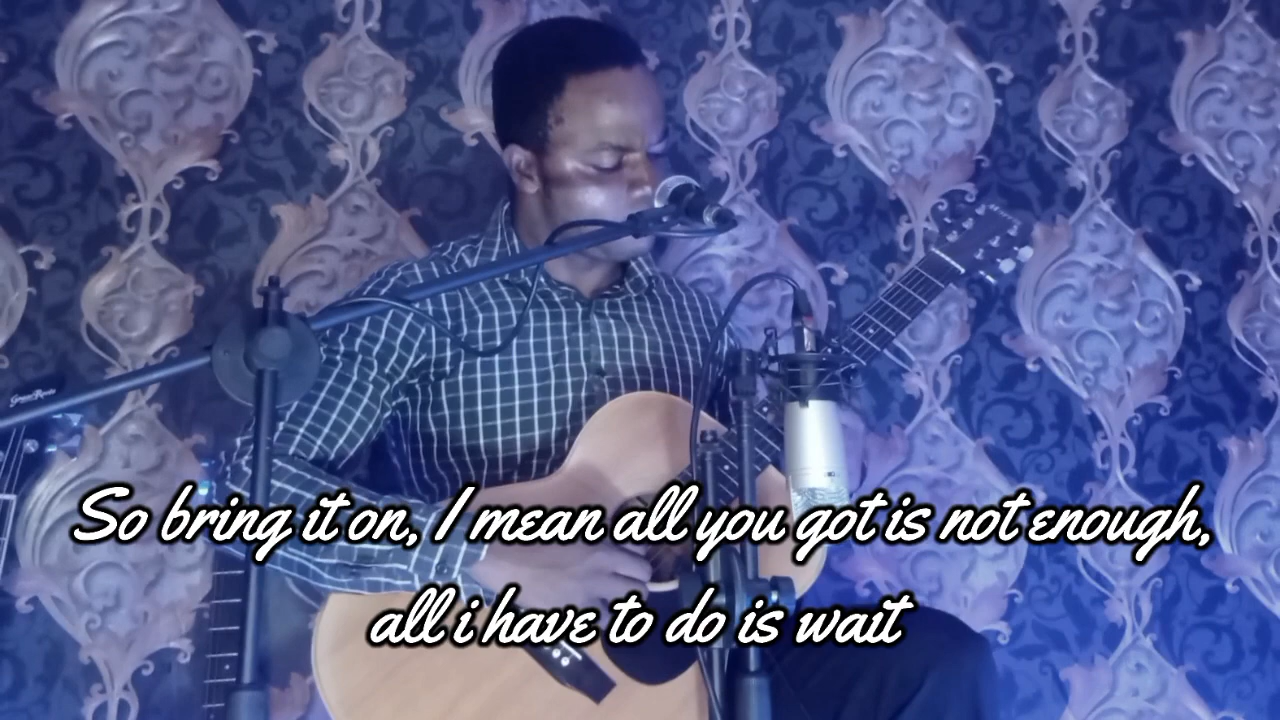 So bring it on, I mean all you got is not enough,
all i have to do is wait